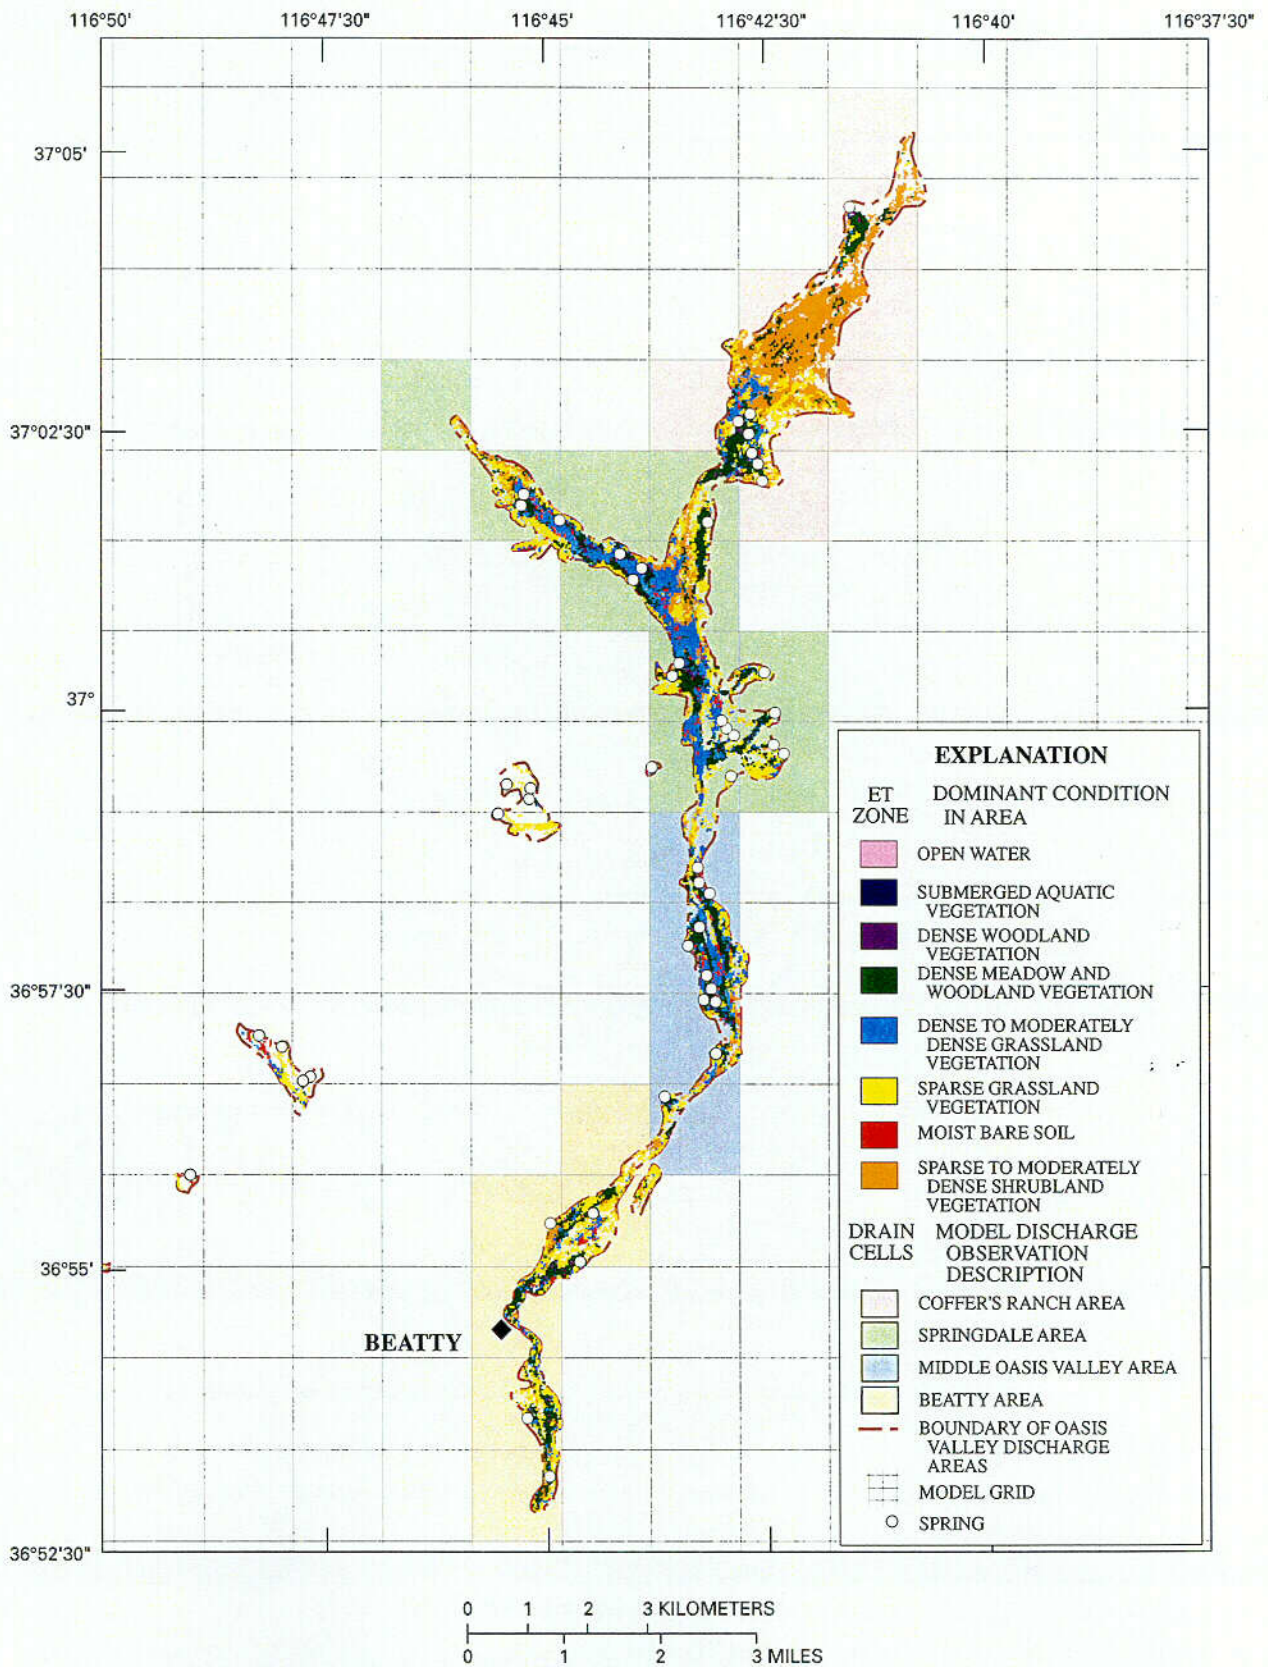 116°50' 116°47'30" 116°45' 116°42'30" 116°40' 116°37'30"
37°05'
37°02'30"
37°
36°57'30"
36°55'
36°52'30"
BEATTY
EXPLANATION
ET DOMINANT CONDITION
ZONE IN AREA
OPEN WATER
SUBMERGED AQUATIC
VEGETATION
DENSE WOODLAND
VEGETATION
DENSE MEADOW AND
WOODLAND VEGETATION
DENSE TO MODERATELY
DENSE GRASSLAND
VEGETATION
SPARSE GRASSLAND
VEGETATION
MOIST BARE SOIL
SPARSE TO MODERATELY
DENSE SHRUBLAND
VEGETATION
DRAIN MODEL DISCHARGE
CELLS OBSERVATION
DESCRIPTION
COFFER'S RANCH AREA
SPRINGDALE AREA
MIDDLE OASIS VALLEY AREA
BEATTY AREA
BOUNDARY OF OASIS
VALLEY DISCHARGE
AREAS
MODEL GRID
SPRING
0 1 2 3 KILOMETERS
0 1 2 3 MILES